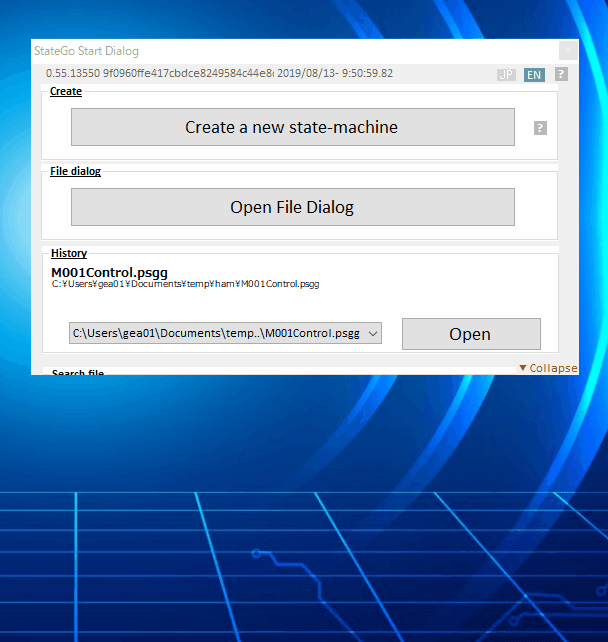 StateGo Start Dialog
x
0.55.13550 9f0960ffe417cbdce8249584c44e8c 2019/08/13- 9:50:59.82
JP EN ?
Create
Create a new state-machine
?
File dialog
Open File Dialog
History
M001Control.psgg
C:¥Users¥gea01¥Documents¥temp¥ham¥M001Control.psgg
C:\Users\gea01\Documents\temp..\M001Control.psgg
Open
Search file
▼ Collapse